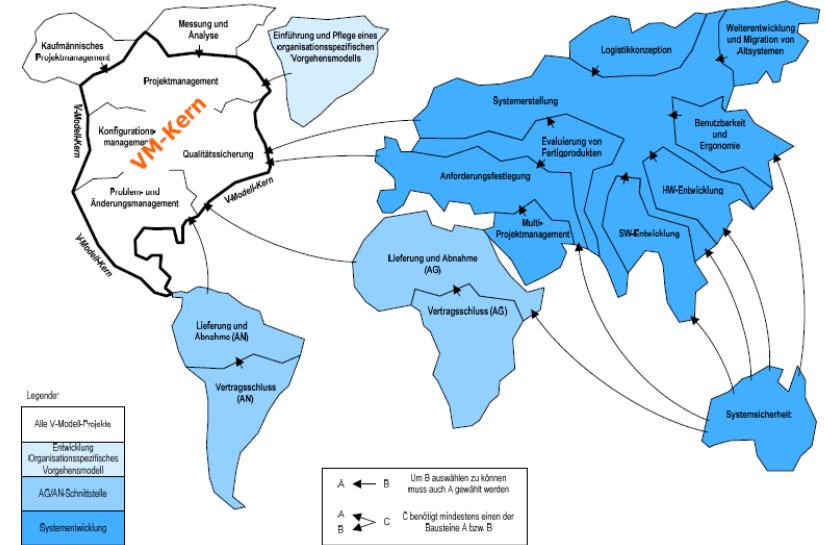 Kaufmännisches
Projektmanagement
Messung und
Analyse
Einführung und Pflege eines
organisationsspezifischen
Vorgehensmodells
Projektmanagement
V-Modell-Kern
Konfigurations-
management
VM-Kern
Qualitätssicherung
Problem- und
Änderungsmanagement
V-Modell-Kern
V-Modell-Kern
Logistikkonzeption
Weiterentwicklung
und Migration von
Altsystemen
Systemerstellung
Benutzbarkeit
und
Ergonomie
Evaluierung von
Fertigprodukten
Anforderungsfestlegung
HW-Entwicklung
Multi-
Projektmanagement
SW-Entwicklung
Lieferung und Abnahme
(AG)
Vertragsschluss (AG)
Lieferung und
Abnahme (AN)
Vertragsschluss
(AN)
Systemsicherheit
Legende:
Alle V-Modell-Projekte
Entwicklung
Organisationsspezifisches
Vorgehensmodell
AG/AN-Schnittstelle
Systementwicklung
A B Um B auswählen zu können
muss auch A gewählt werden
A
B C C benötigt mindestens einen der
Bausteine A bzw. B